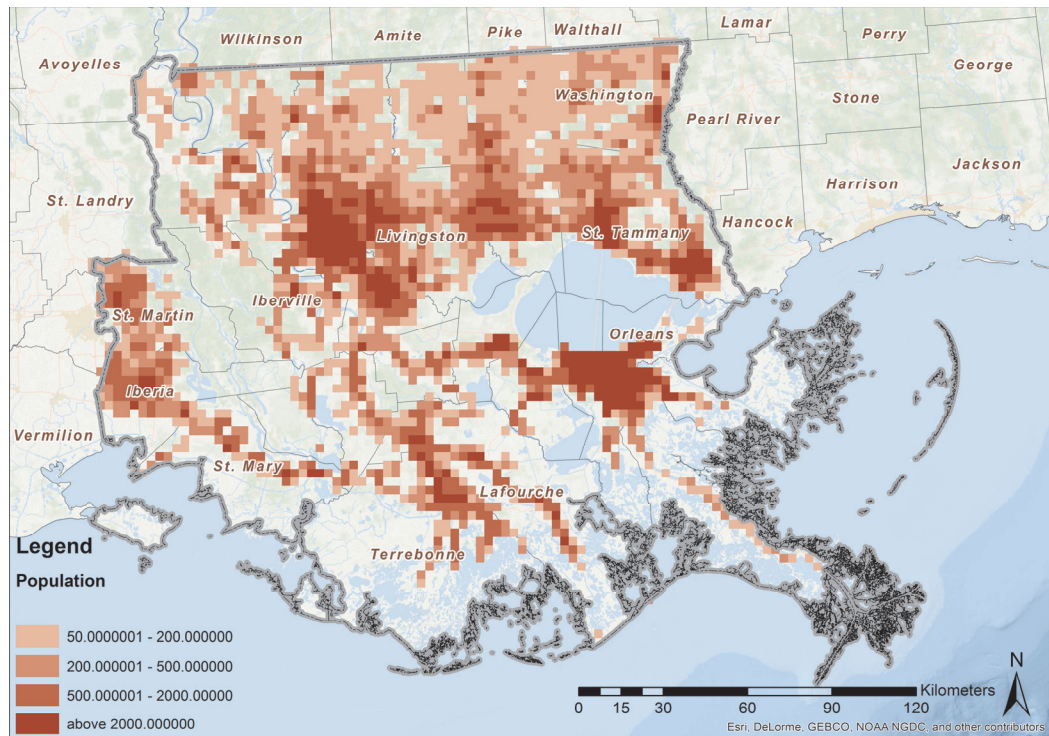 Wilkinson
Amite
Pike
Walthall
Lamar
Perry
Avoyelles
George
Washington
Stone
Pearl River
Jackson
Harrison
St. Landry
Hancock
Livingston
St. Tammany
Iberville
St. Martin
Orleans
Iberia
Vermilion
St. Mary
Lafourche
Terrebonne
Legend
Population
50.0000001 - 200.000000
200.000001 - 500.000000
500.000001 - 2000.00000
above 2000.000000
N
Kilometers
0 15 30 60 90 120
Esri, DeLorme, GEBCO, NOAA NGDC, and other contributors